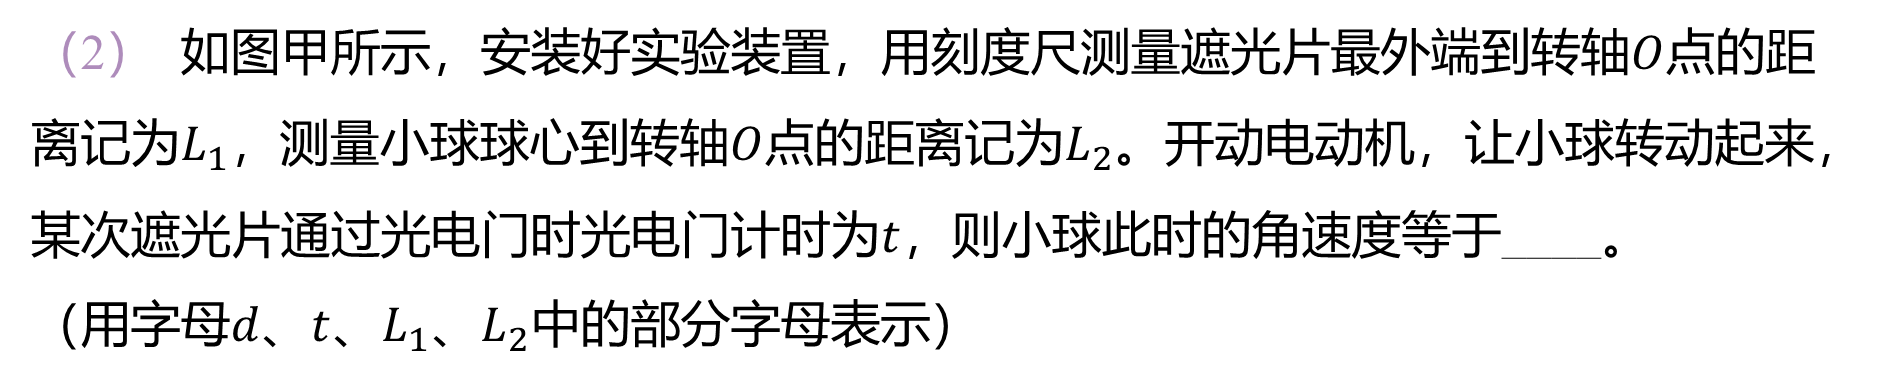 （2） 如图甲所示，安装好实验装置，用刻度尺测量遮光片最外端到转轴O点的距
离记为L₁，测量小球球心到转轴O点的距离记为L₂。开动电动机，让小球转动起来，
某次遮光片通过光电门时光电门计时为t，则小球此时的角速度等于____。
（用字母d、t、L₁、L₂中的部分字母表示）